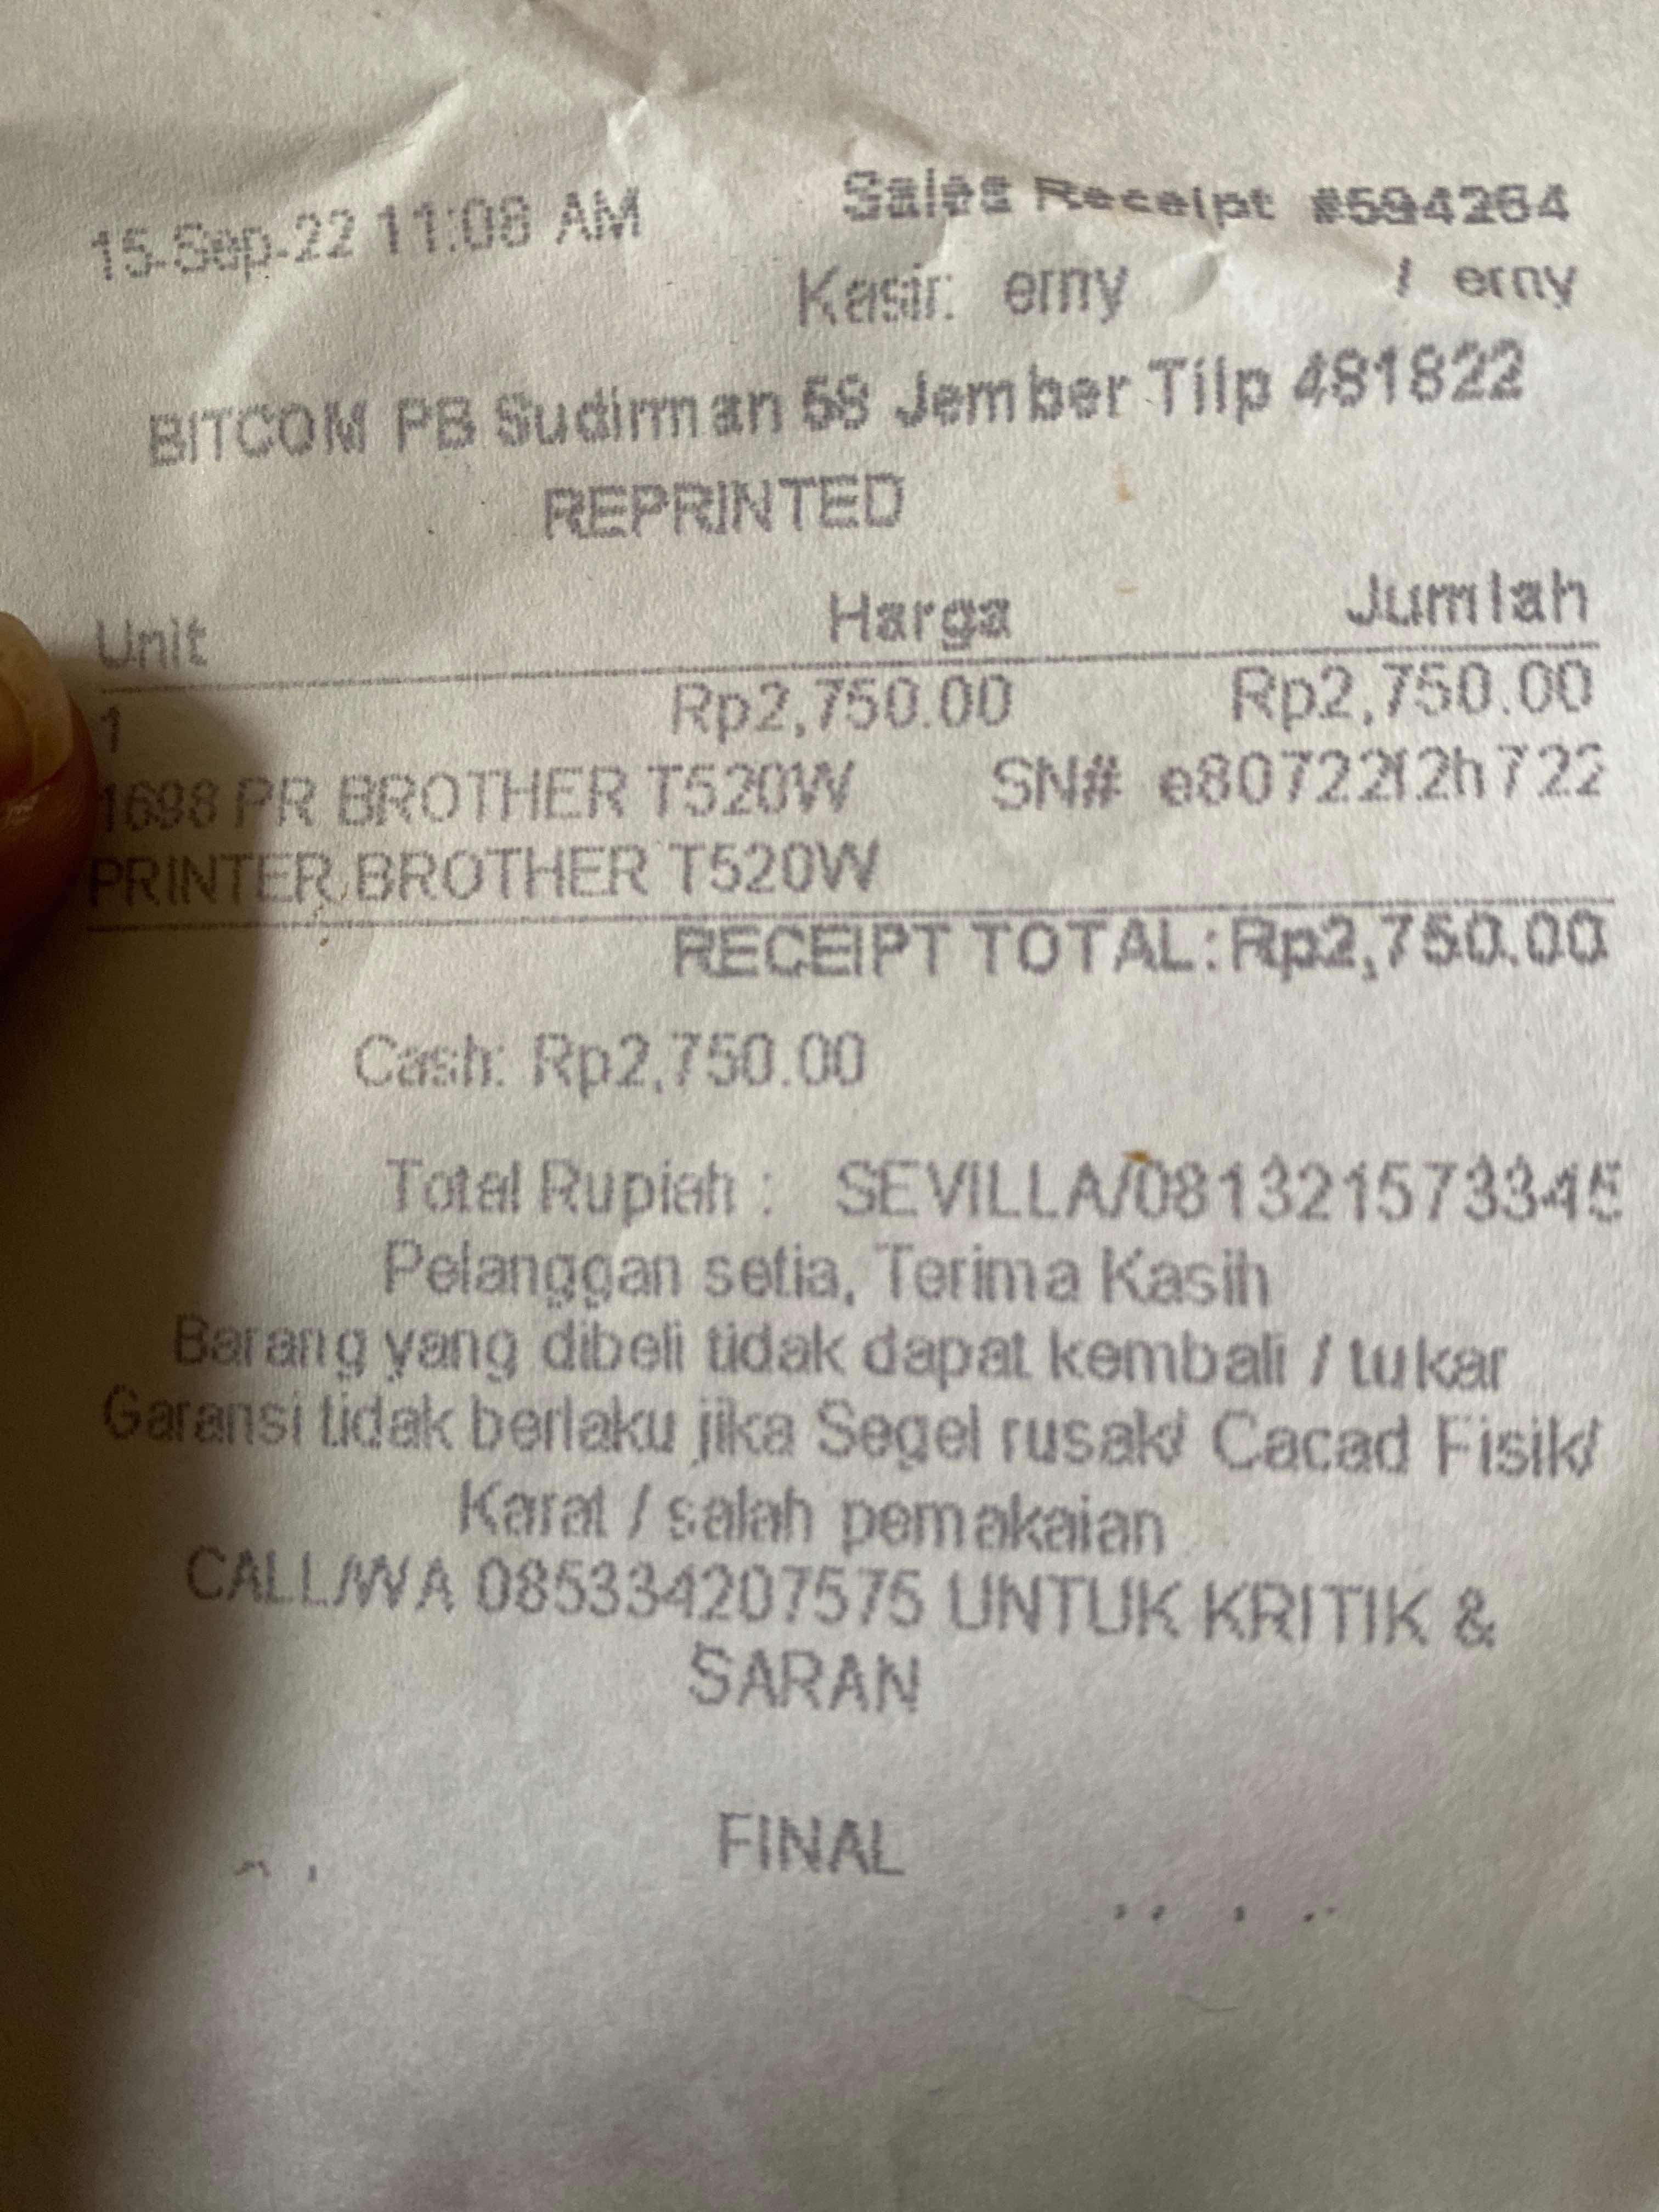 15-Sep-22 11:08 AM Sales Receipt #594264
Kasir: erny / erny
BITCOM PB Sudirman 58 Jember Tilp 481822
REPRINTED
Unit Harga Jumlah
1 Rp2,750.00 Rp2,750.00
1698 PR BROTHER T520W SN# e80722f2h722
PRINTER BROTHER T520W
RECEIPT TOTAL: Rp2,750.00
Cash: Rp2,750.00
Total Rupiah : SEVILLA/081321573345
Pelanggan setia, Terima Kasih
Barang yang dibeli tidak dapat kembali / tukar
Garansi tidak berlaku jika Segel rusak/ Cacad Fisik/
Karat / salah pemakaian
CALL/WA 085334207575 UNTUK KRITIK &
SARAN
FINAL